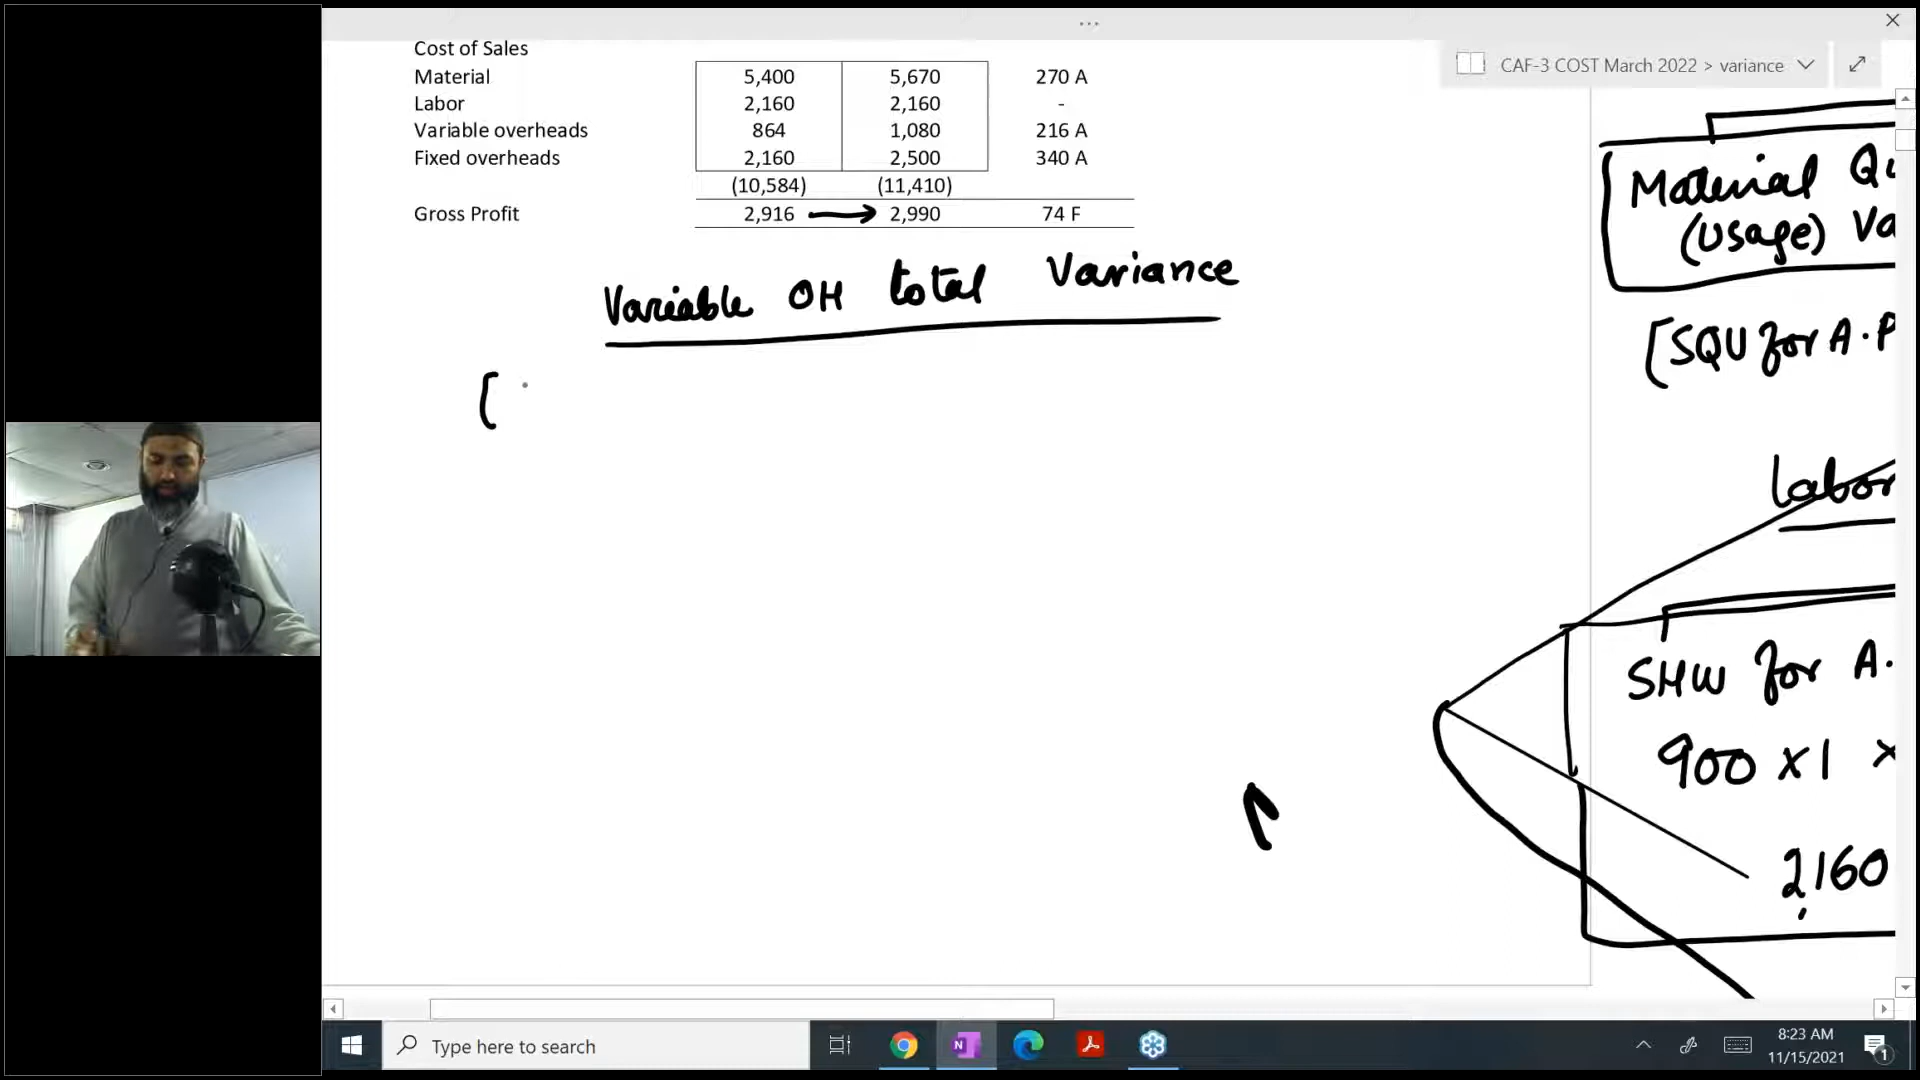 CAF-3 COST March 2022 > variance
Cost of Sales
Material 5,400 5,670 270 A
Labor 2,160 2,160 -
Variable overheads 864 1,080 216 A
Fixed overheads 2,160 2,500 340 A
(10,584) (11,410)
Gross Profit 2,916 2,990 74 F
Variable OH total Variance
[
Material
(Usage)
[SQU for A.P
Labor
SHW for A.
900 × 1 ×
2160
Type here to search
8:23 AM
11/15/2021
1